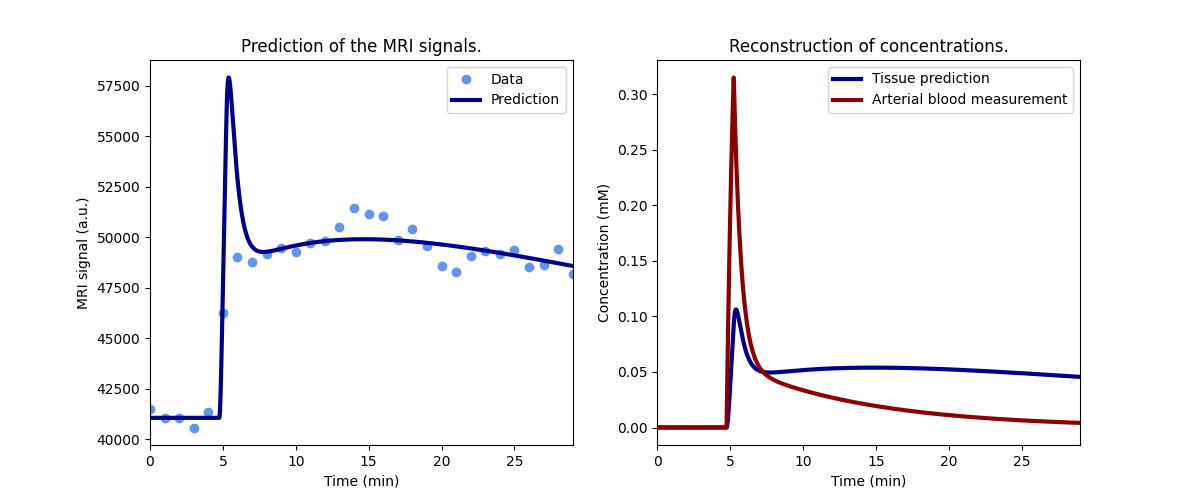 Prediction of the MRI signals.
57500
55000
52500
50000
47500
45000
42500
40000
MRI signal (a.u.)
0 5 10 15 20 25
Time (min)
Data
Prediction
Reconstruction of concentrations.
0.30
0.25
0.20
0.15
0.10
0.05
0.00
Concentration (mM)
0 5 10 15 20 25
Time (min)
Tissue prediction
Arterial blood measurement